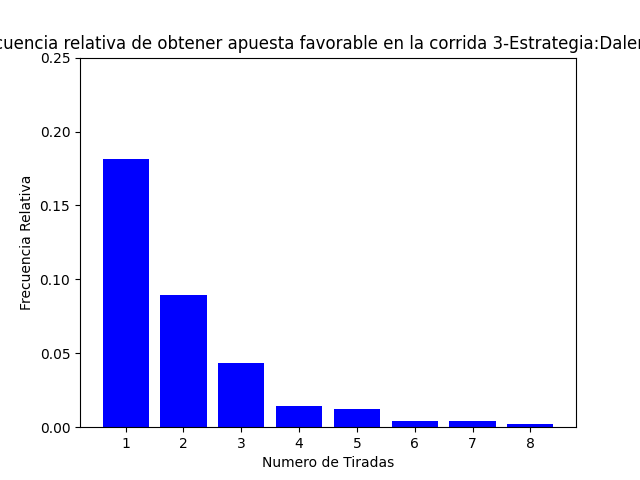 cuencia relativa de obtener apuesta favorable en la corrida 3-Estrategia:Daler
0.25
0.20
0.15
0.10
0.05
0.00
Frecuencia Relativa
1 2 3 4 5 6 7 8
Numero de Tiradas